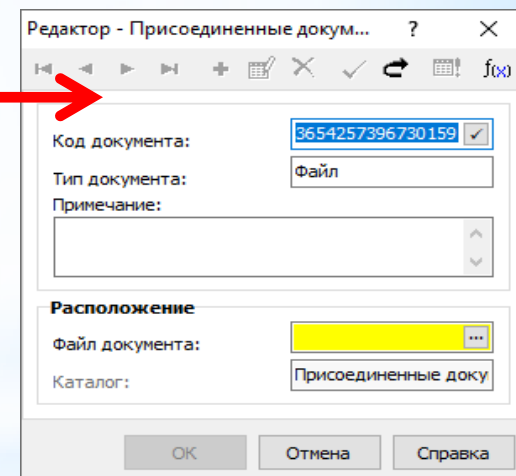 Редактор - Присоединенные докум... ?
f(x)
Код документа: 3654257396730159
Тип документа: Файл
Примечание:
Расположение
Файл документа: ...
Каталог: Присоединенные доку
OK Отмена Справка